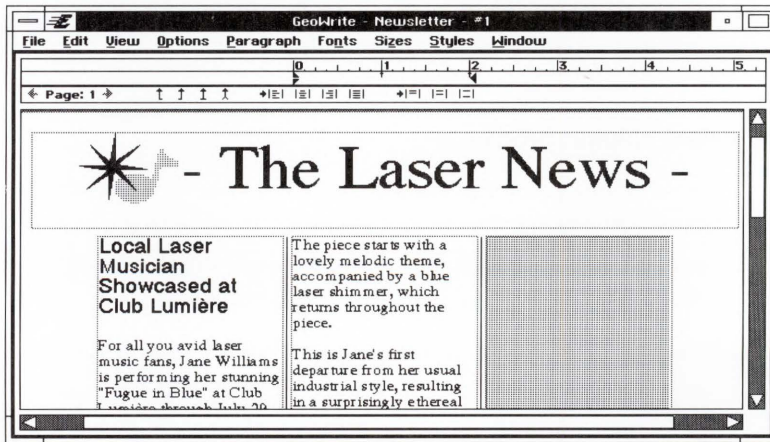 GeoWrite - Newsletter - #1
File Edit View Options Paragraph Fonts Sizes Styles Window
0 1 2 3 4 5
Page: 1
- The Laser News -
Local Laser
Musician
Showcased at
Club Lumière
For all you avid laser
music fans, Jane Williams
is performing her stunning
"Fugue in Blue" at Club
Lumière through July 29
The piece starts with a
lovely melodic theme,
accompanied by a blue
laser shimmer, which
returns throughout the
piece.
This is Jane's first
departure from her usual
industrial style, resulting
in a surprisingly ethereal